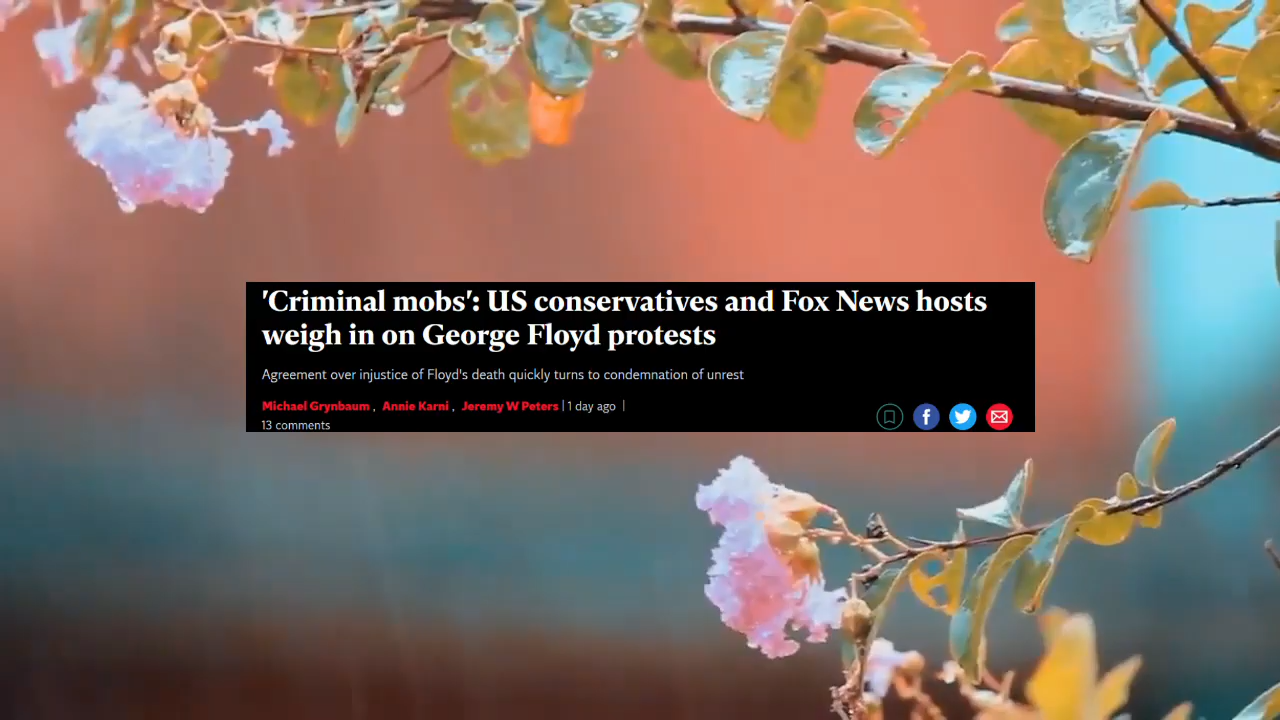 'Criminal mobs': US conservatives and Fox News hosts
weigh in on George Floyd protests
Agreement over injustice of Floyd's death quickly turns to condemnation of unrest
Michael Grynbaum , Annie Karni , Jeremy W Peters | 1 day ago |
13 comments